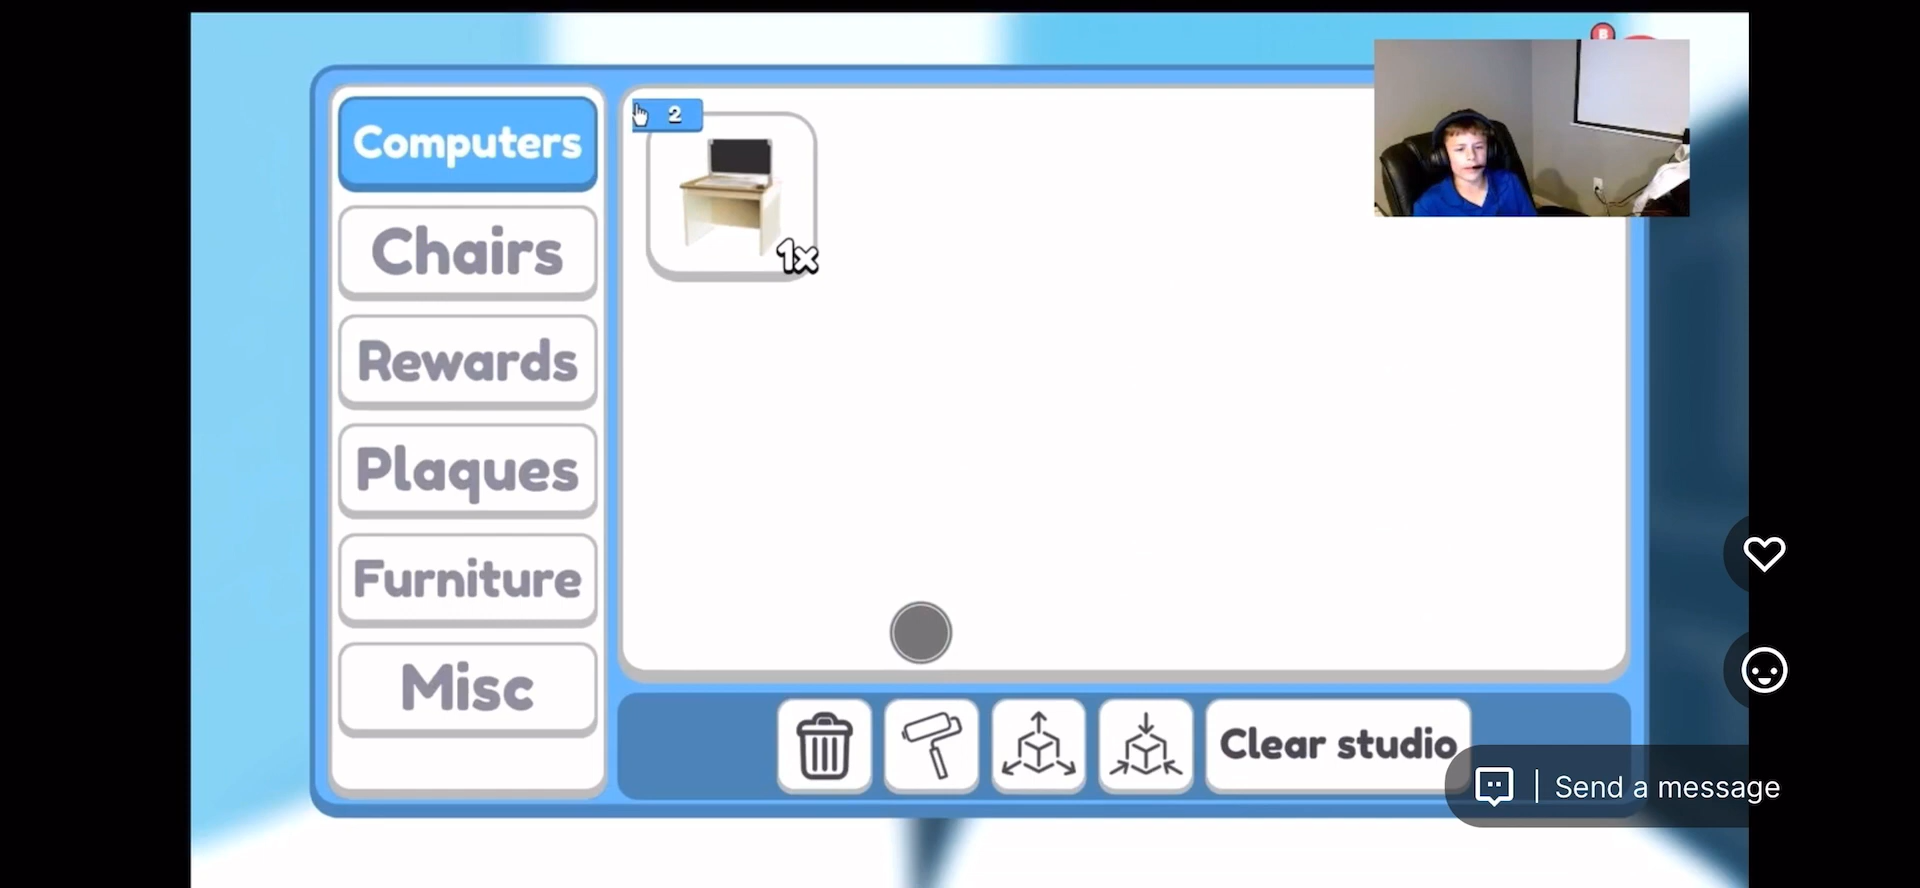 B
Computers
2
1x
Chairs
Rewards
Plaques
Furniture
Misc
Clear studio
Send a message